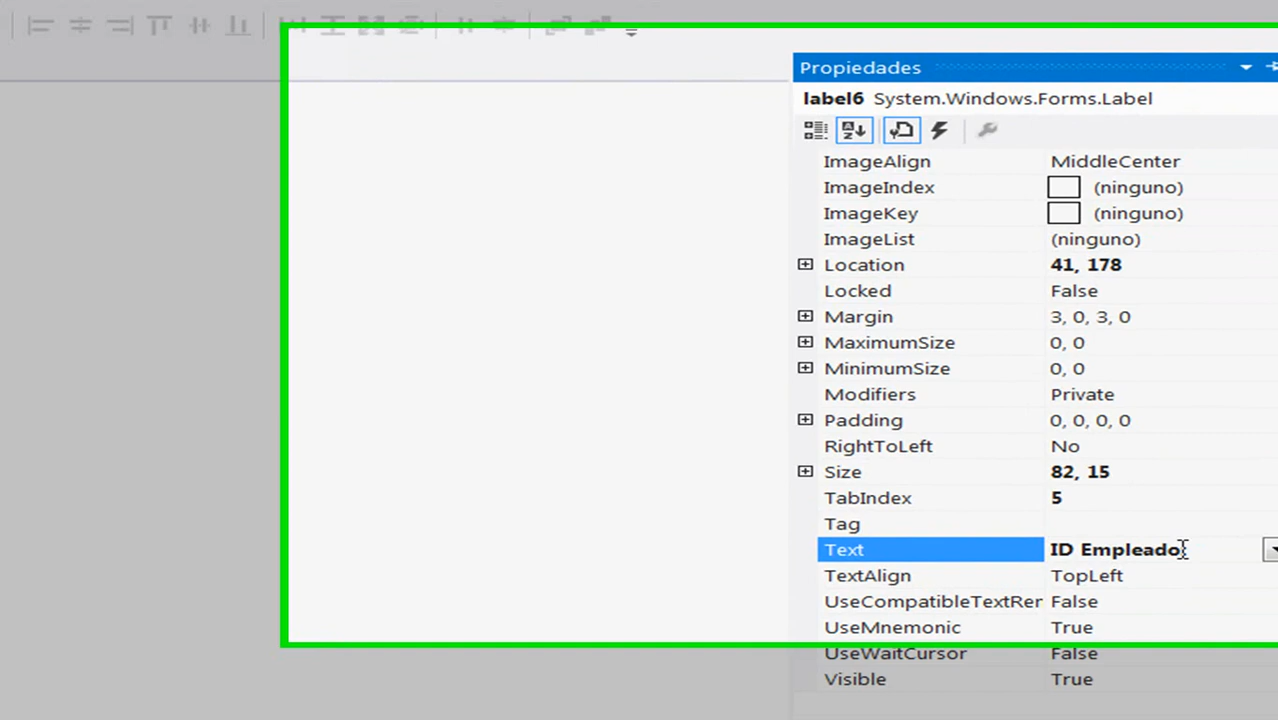 Propiedades
label6 System.Windows.Forms.Label
ImageAlign MiddleCenter
ImageIndex (ninguno)
ImageKey (ninguno)
ImageList (ninguno)
Location 41, 178
Locked False
Margin 3, 0, 3, 0
MaximumSize 0, 0
MinimumSize 0, 0
Modifiers Private
Padding 0, 0, 0, 0
RightToLeft No
Size 82, 15
TabIndex 5
Tag
Text ID Empleado
TextAlign TopLeft
UseCompatibleTextRer False
UseMnemonic True
UseWaitCursor False
Visible True